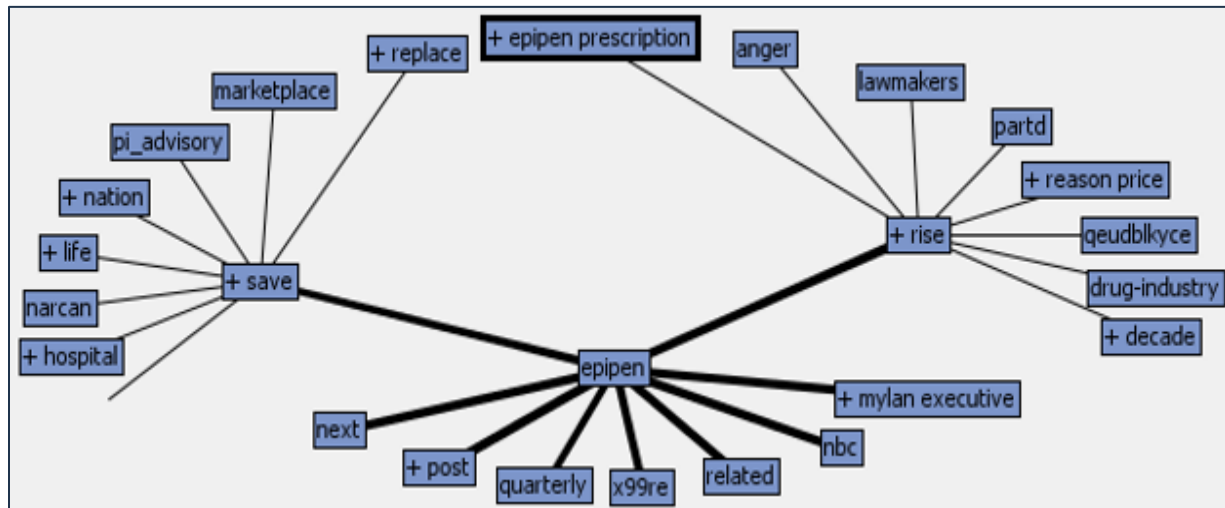 + replace
+ epipen prescription
anger
marketplace
lawmakers
pi_advisory
partd
+ nation
+ reason price
+ life
+ rise
qeudblkyce
+ save
narcan
drug-industry
+ hospital
+ decade
epipen
+ mylan executive
next
nbc
+ post
related
quarterly
x99re